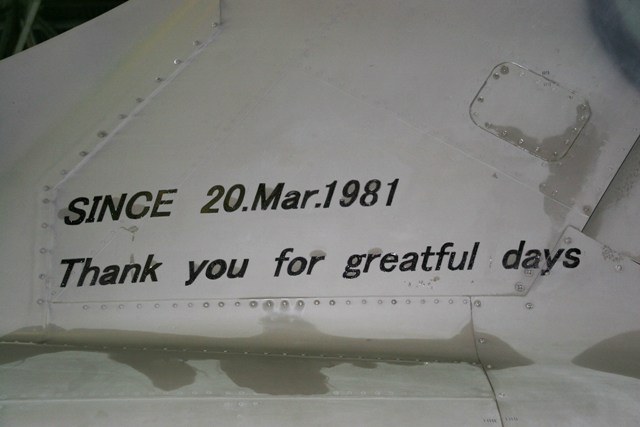 SINCE 20.Mar.1981
Thank you for greatful days